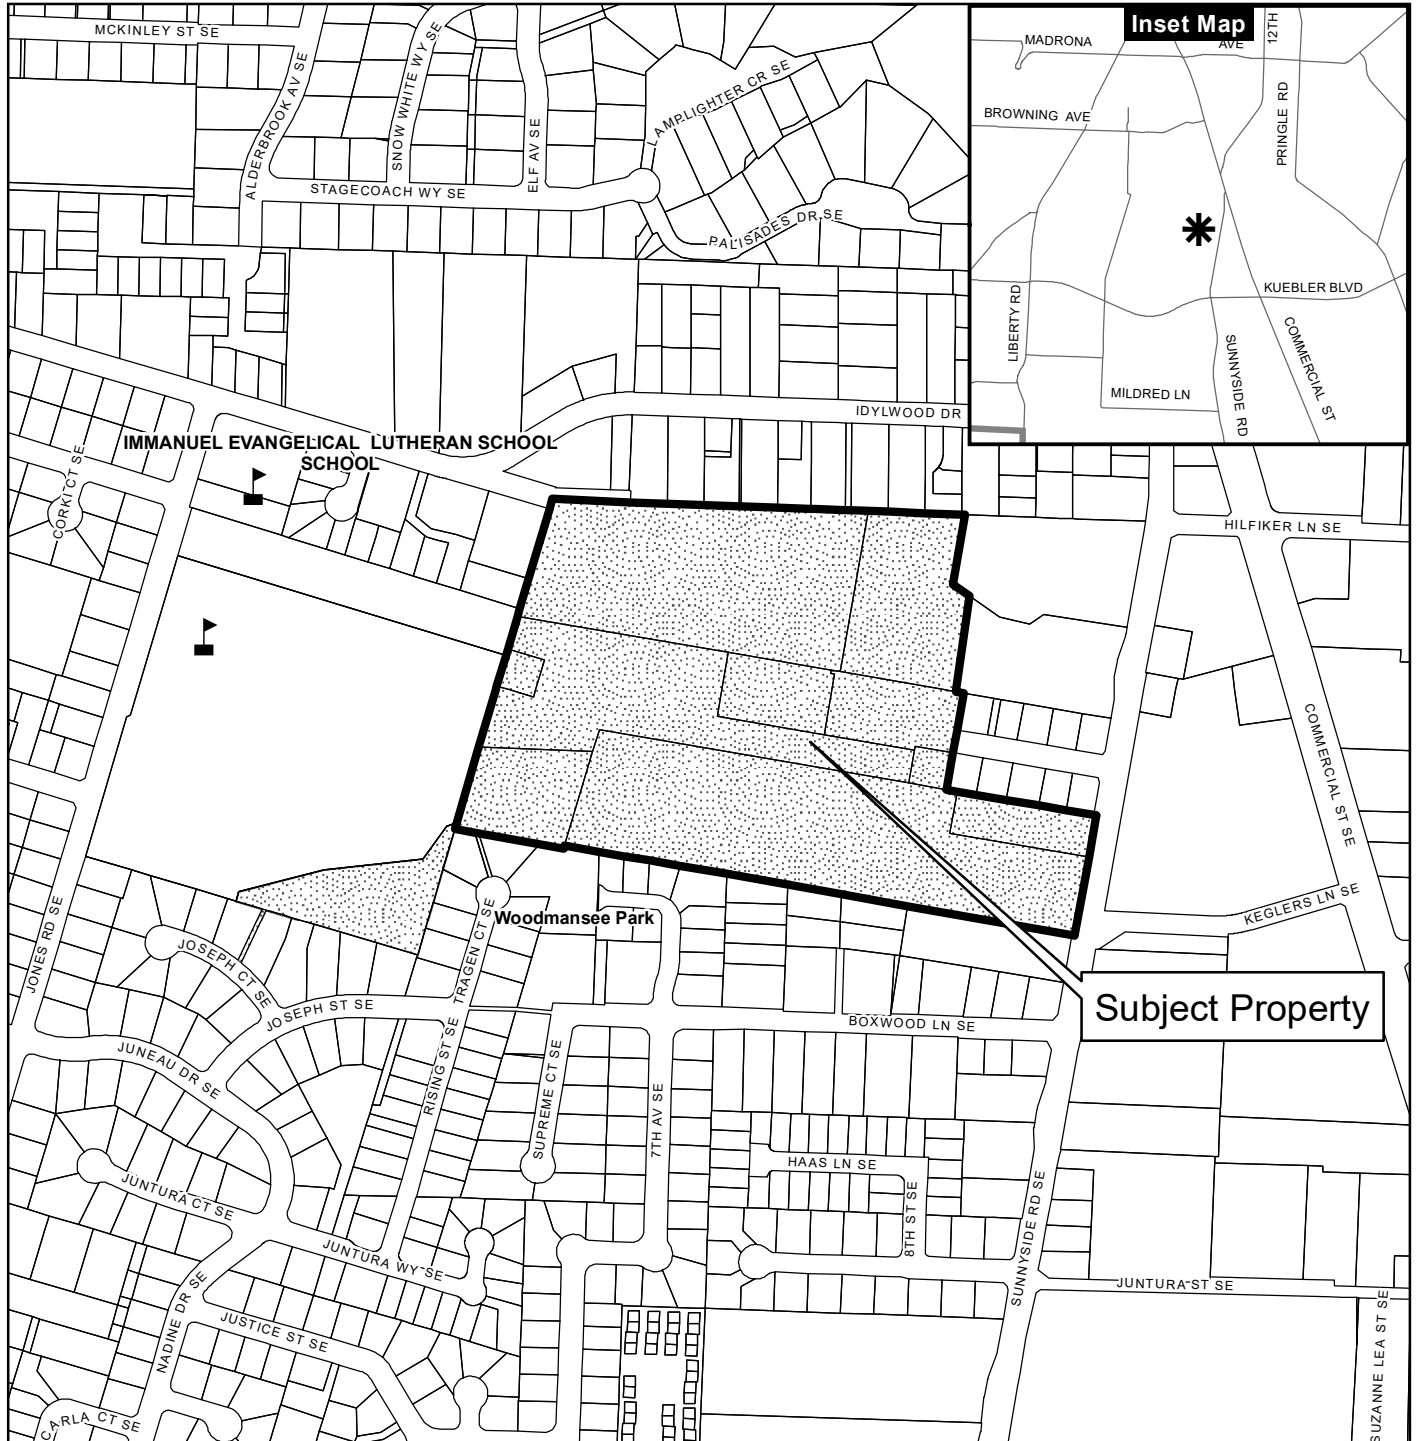 MCKINLEY ST SE
ALDERBROOK AV SE
SNOW WHITE WY SE
ELF AV SE
LAMPLIGHTER CR SE
STAGECOACH WY SE
PALISADES DR SE
Inset Map
MADRONA AVE
12TH
BROWNING AVE
PRINGLE RD
LIBERTY RD
KUEBLER BLVD
COMMERCIAL ST
SUNNYSIDE RD
MILDRED LN
IDYLWOOD DR
IMMANUEL EVANGELICAL LUTHERAN SCHOOL
SCHOOL
CORKI CT SE
HILFIKER LN SE
COMMERCIAL ST SE
KEGLERS LN SE
Woodmansee Park
JONES RD SE
JOSEPH CT SE
JOSEPH ST SE
TRAGEN CT SE
Subject Property
BOXWOOD LN SE
JUNEAU DR SE
RISING ST SE
SUPREME CT SE
7TH AV SE
HAAS LN SE
8TH ST SE
SUNNYSIDE RD SE
JUNTURA CT SE
JUNTURA WY SE
JUNTURA ST SE
NADINE DR SE
JUSTICE ST SE
CARLA CT SE
SUZANNE LEA ST SE